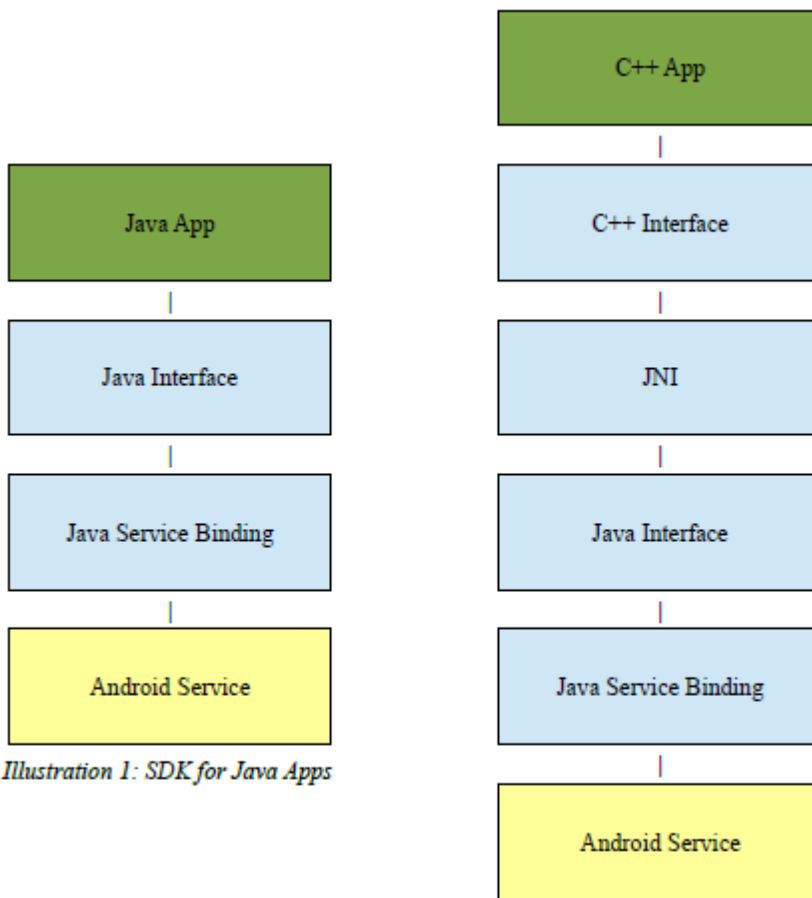 Java App
Java Interface
Java Service Binding
Android Service
Illustration 1: SDK for Java Apps
C++ App
C++ Interface
JNI
Java Interface
Java Service Binding
Android Service